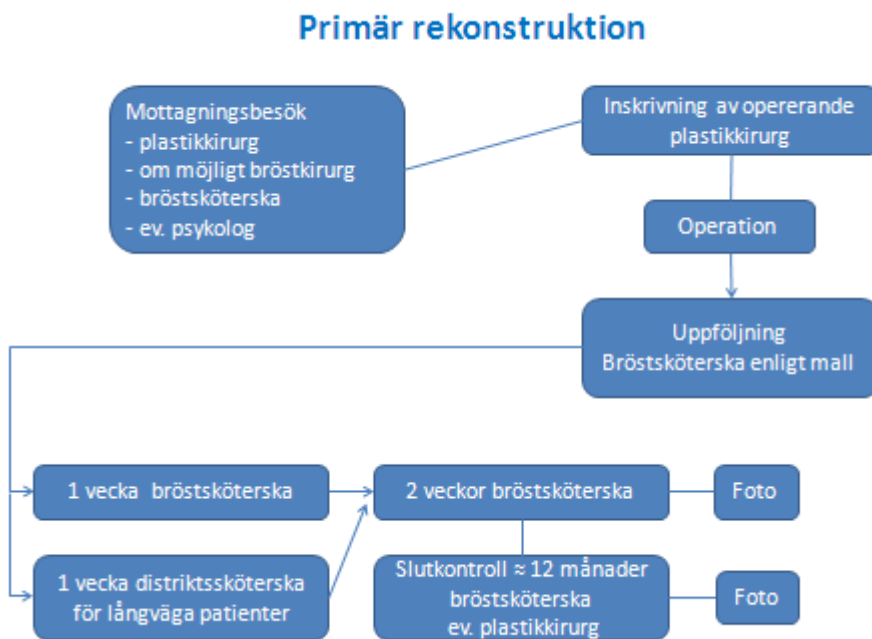 Primär rekonstruktion
Mottagningsbesök
- plastikkirurg
- om möjligt bröstkirurg
- bröstsköterska
- ev. psykolog
Inskrivning av opererande
plastikkirurg
Operation
Uppföljning
Bröstsköterska enligt mall
1 vecka bröstsköterska
2 veckor bröstsköterska
Foto
1 vecka distriktssköterska
för långväga patienter
Slutkontroll ≈ 12 månader
bröstsköterska
ev. plastikkirurg
Foto